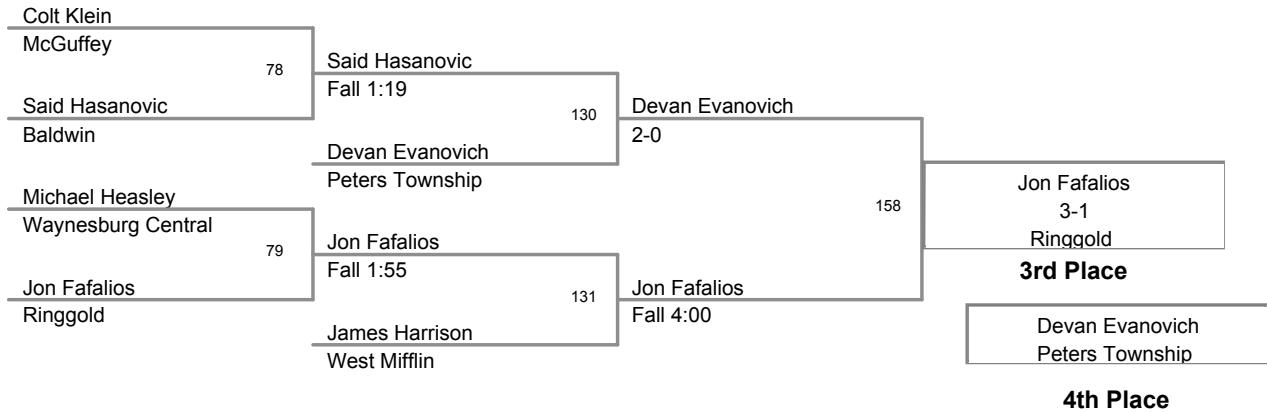 Colt Klein
McGuffey
78
Said Hasanovic
Baldwin
Said Hasanovic
Fall 1:19
130
Devan Evanovich
Peters Township
Devan Evanovich
2-0
Michael Heasley
Waynesburg Central
79
Jon Fafalios
Ringgold
Jon Fafalios
Fall 1:55
131
James Harrison
West Mifflin
Jon Fafalios
Fall 4:00
158
Jon Fafalios
3-1
Ringgold
3rd Place
Devan Evanovich
Peters Township
4th Place